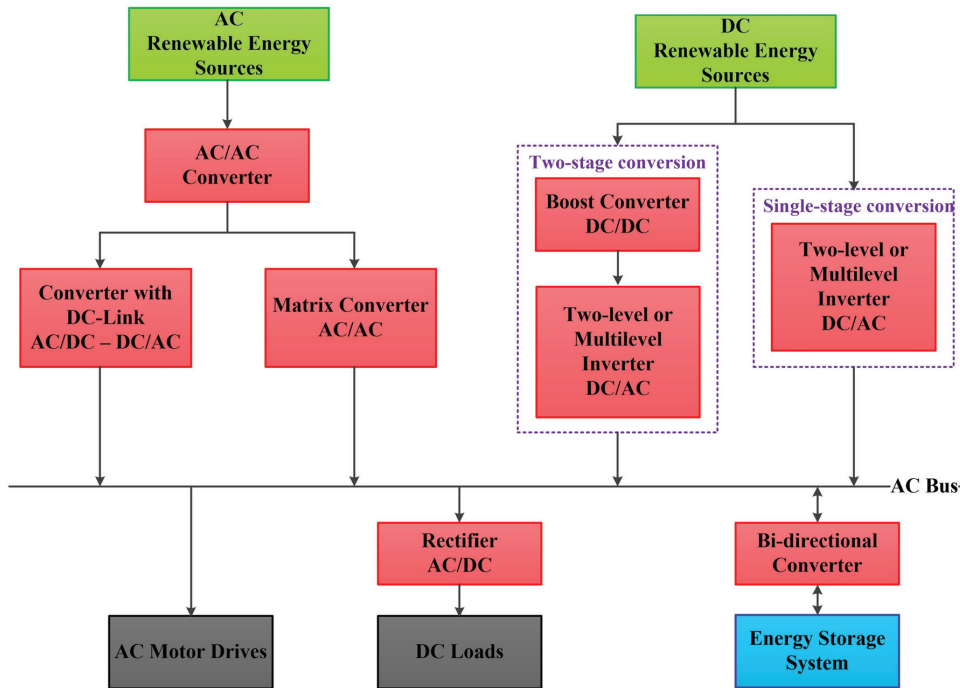 AC
Renewable Energy
Sources
DC
Renewable Energy
Sources
AC/AC
Converter
Two-stage conversion
Boost Converter
DC/DC
Single-stage conversion
Two-level or
Multilevel
Inverter
DC/AC
Converter with
DC-Link
AC/DC – DC/AC
Matrix Converter
AC/AC
Two-level or
Multilevel
Inverter
DC/AC
AC Bus
Rectifier
AC/DC
Bi-directional
Converter
AC Motor Drives
DC Loads
Energy Storage
System